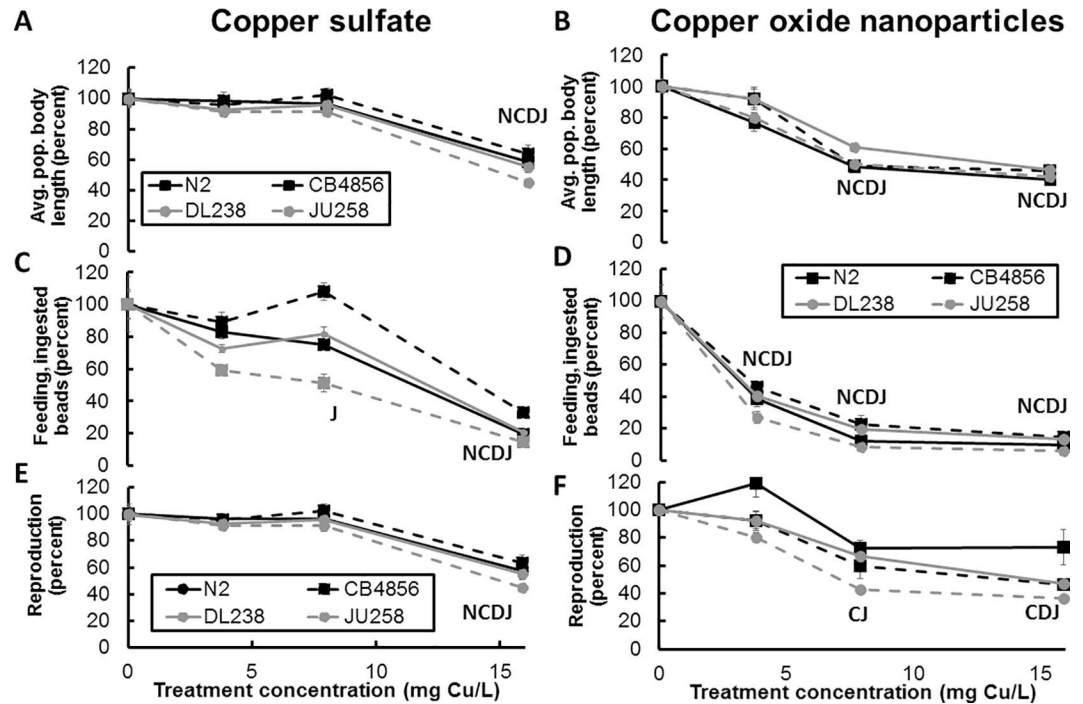 A Copper sulfate
120
100
80
60
40
20
0
Avg. pop. body
length (percent)
NCDJ
N2 CB4856
DL238 JU258
B Copper oxide nanoparticles
120
100
80
60
40
20
0
Avg. pop. body
length (percent)
NCDJ
NCDJ
C
120
100
80
60
40
20
0
Feeding, ingested
beads (percent)
J
NCDJ
D
120
100
80
60
40
20
0
Feeding, ingested
beads (percent)
N2 CB4856
DL238 JU258
NCDJ
NCDJ
NCDJ
E
120
100
80
60
40
20
0
Reproduction
(percent)
N2 CB4856
DL238 JU258
NCDJ
0 5 10 15
Treatment concentration (mg Cu/L)
F
120
100
80
60
40
20
0
Reproduction
(percent)
CJ
CDJ
0 5 10 15
Treatment concentration (mg Cu/L)